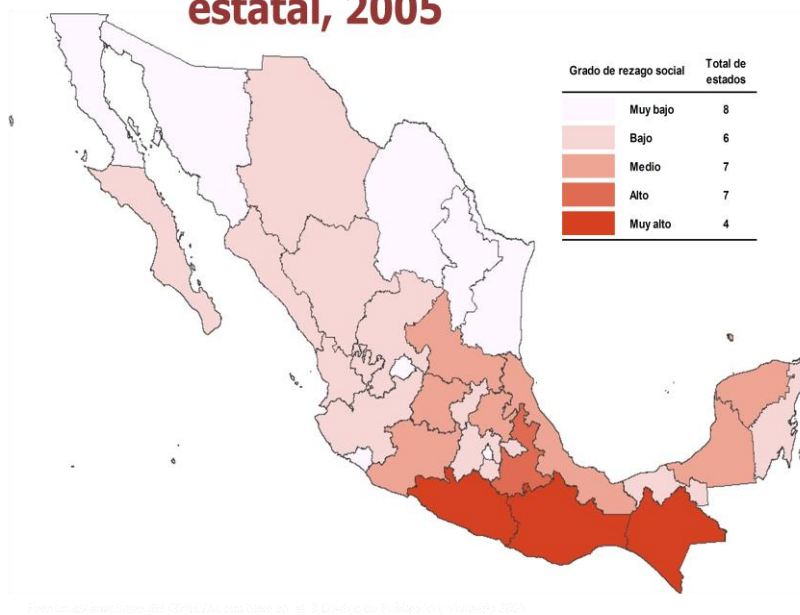 estatal, 2005
Grado de rezago social Total de estados
Muy bajo 8
Bajo 6
Medio 7
Alto 7
Muy alto 4